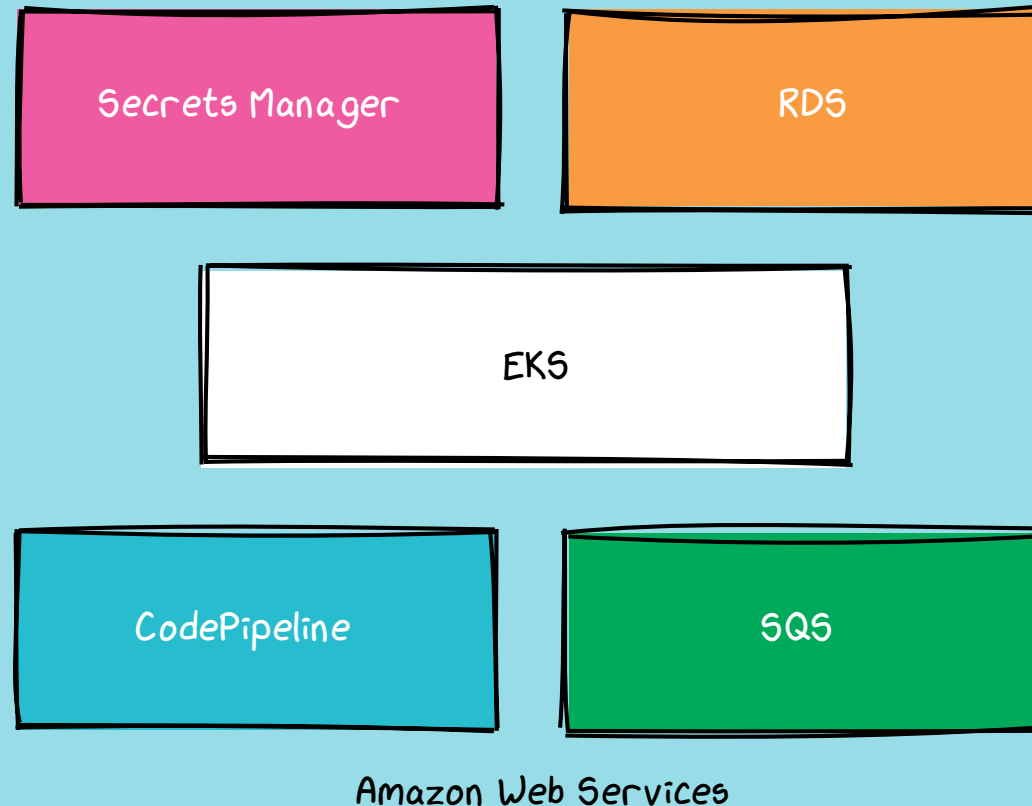 Secrets Manager
RDS
EKS
CodePipeline
SQS
Amazon Web Services